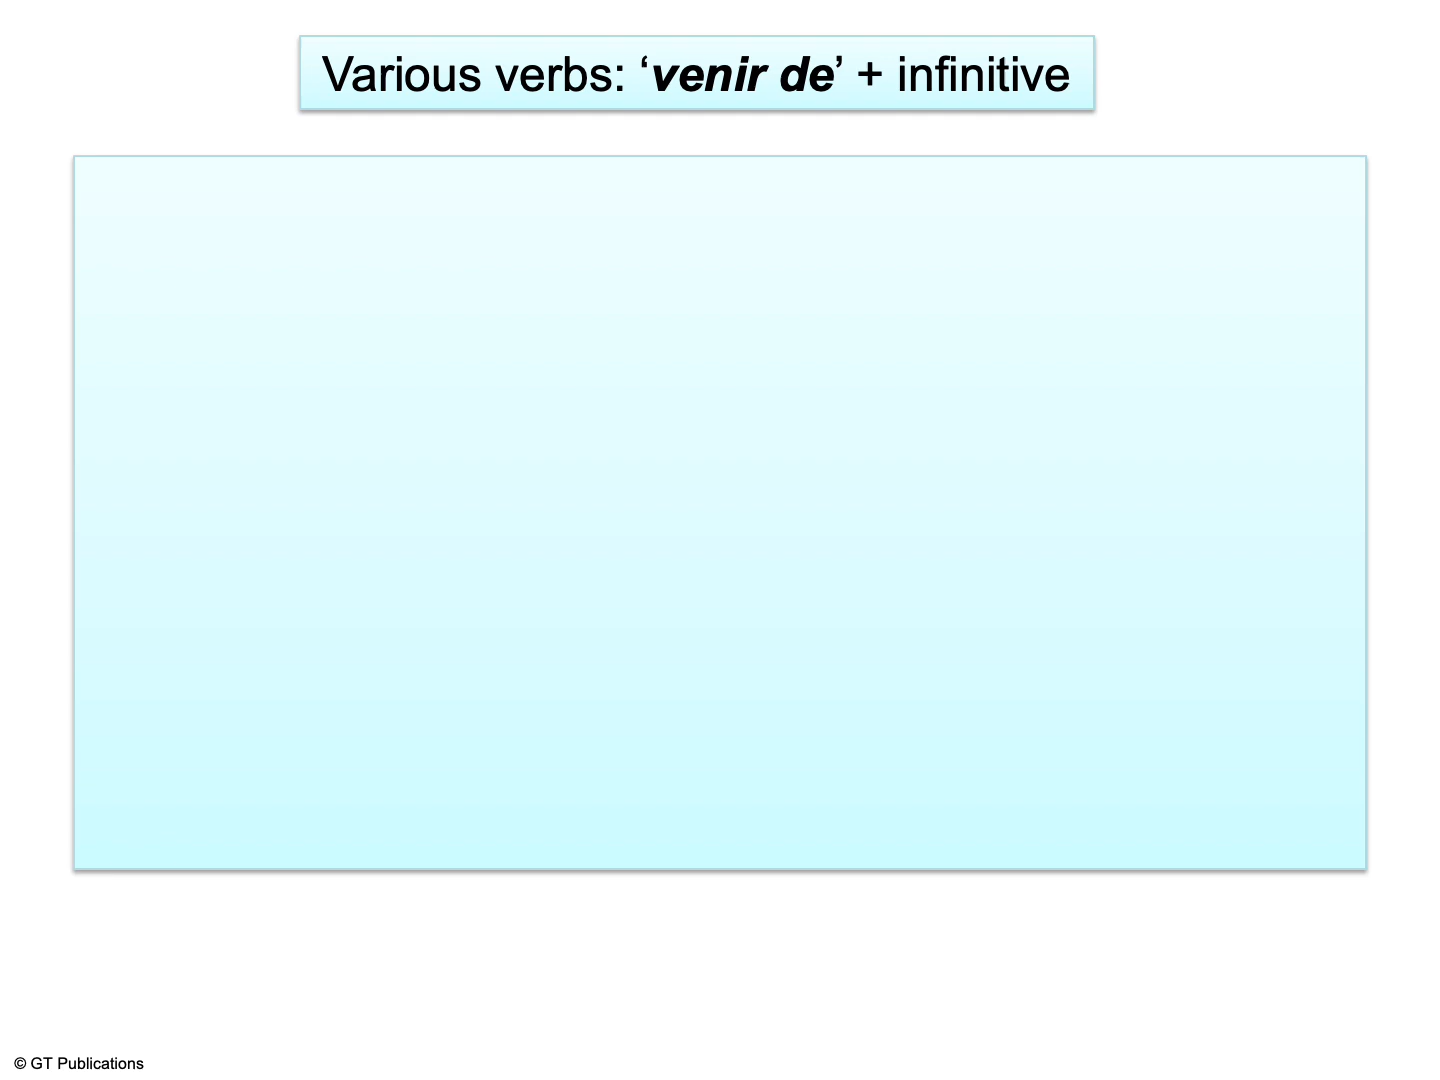 Various verbs: ‘venir de’ + infinitive
© GT Publications